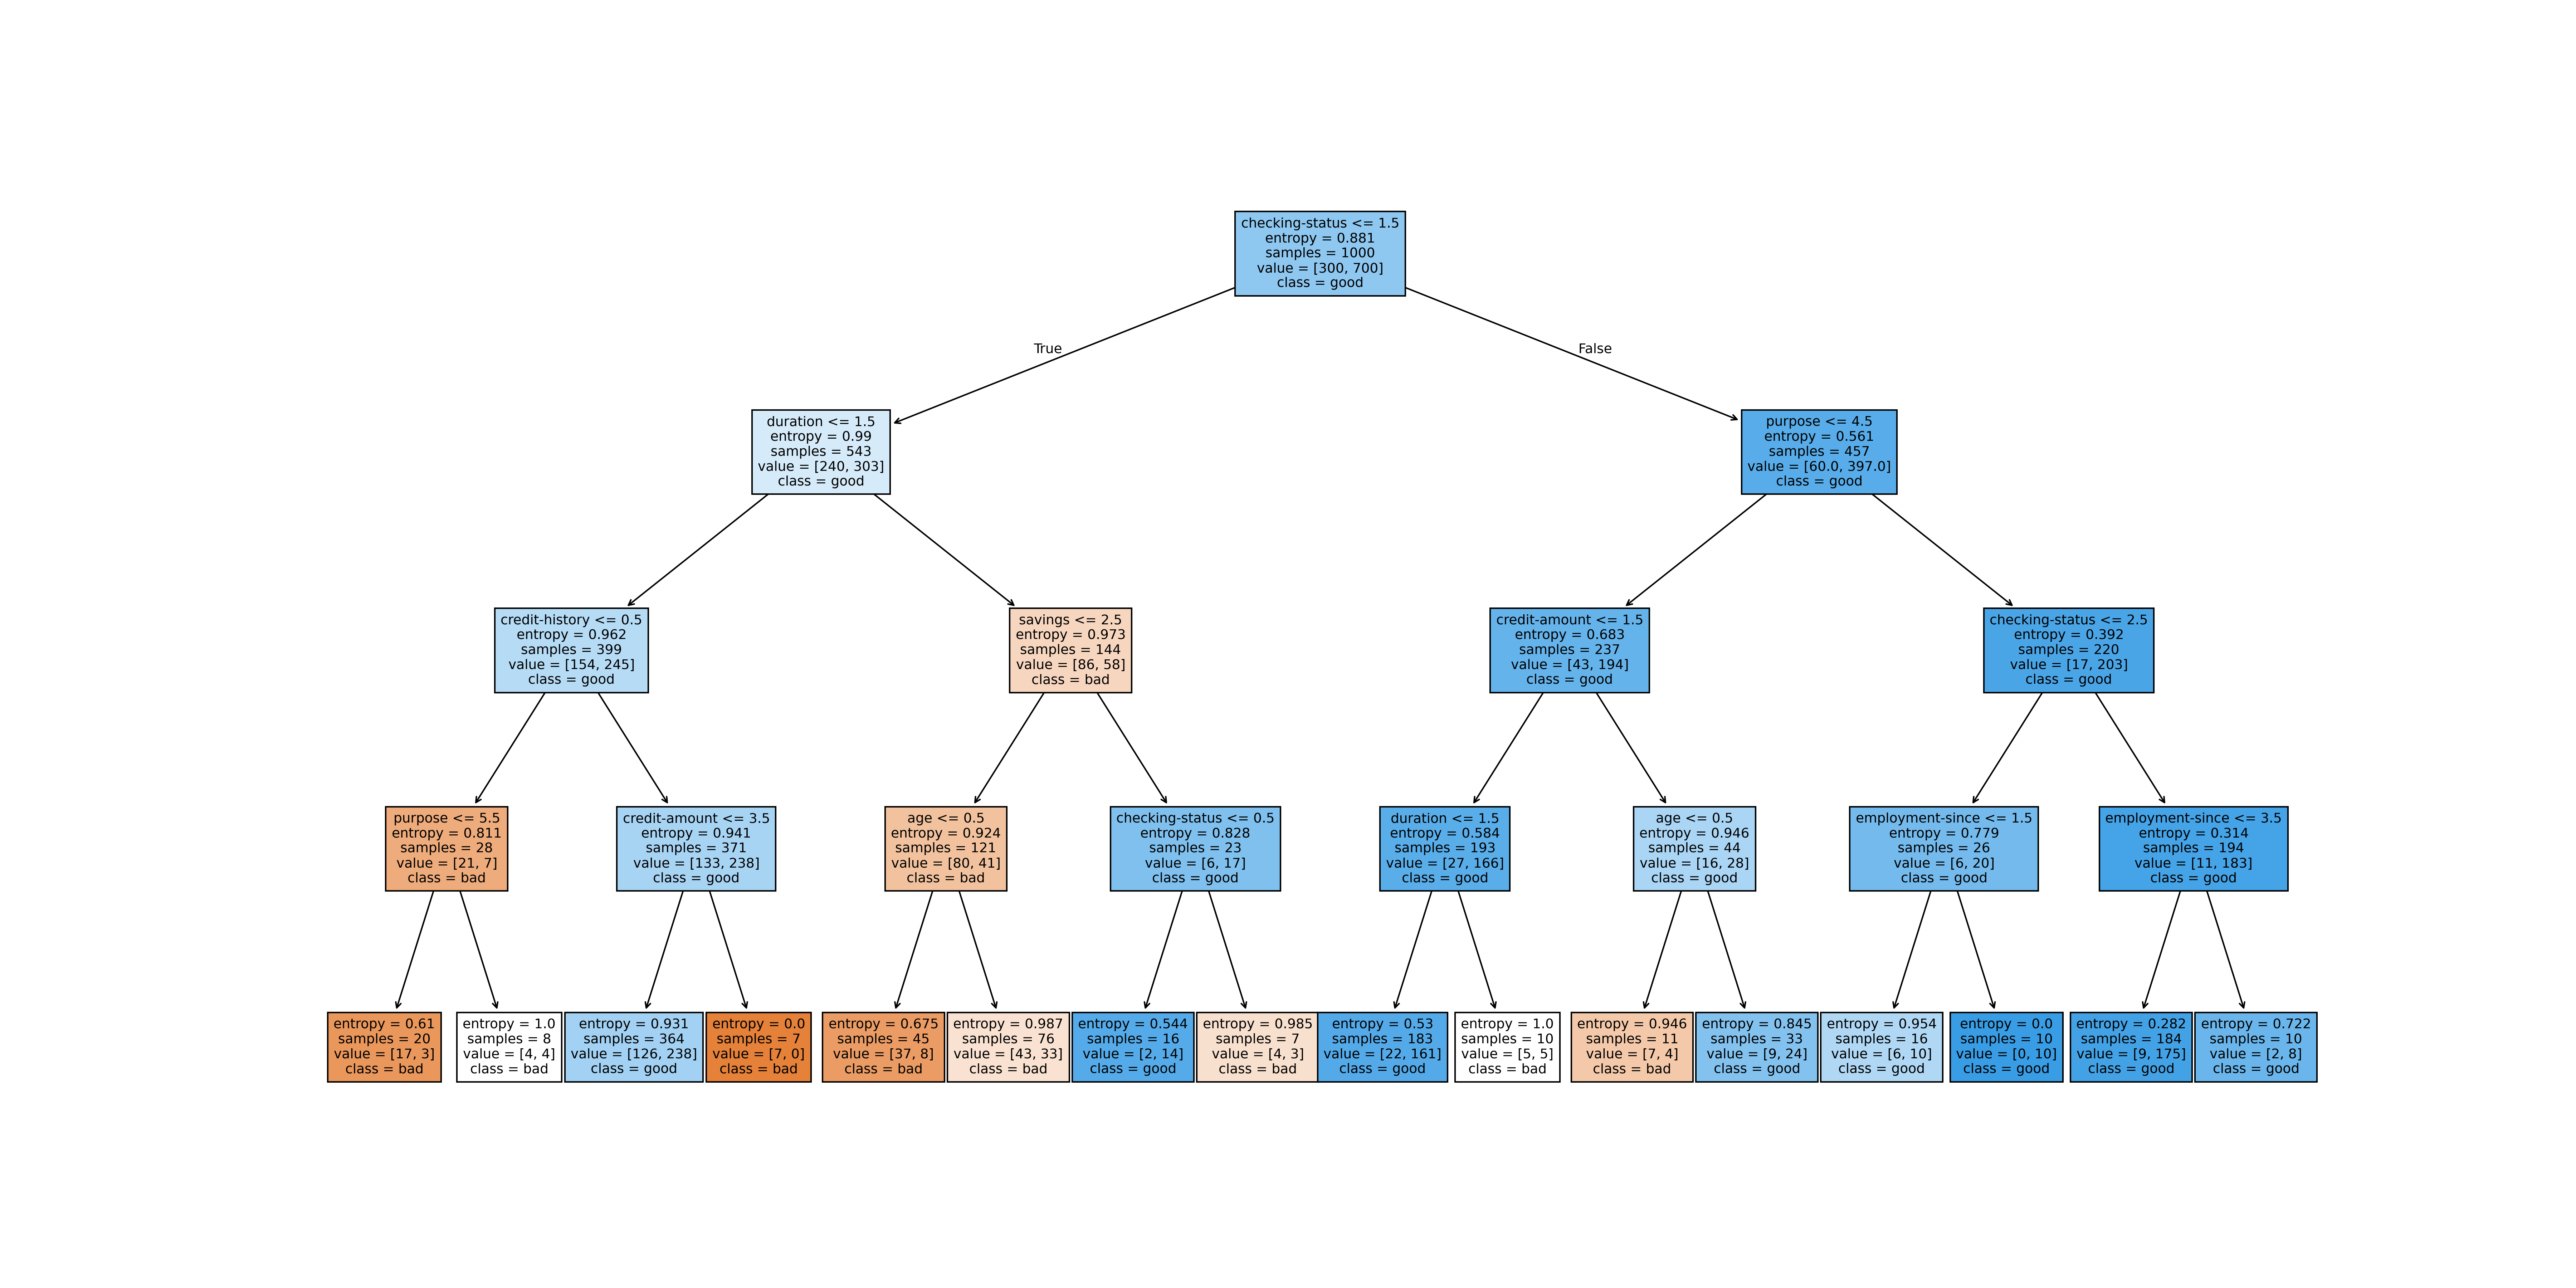 checking-status <= 1.5
entropy = 0.881
samples = 1000
value = [300, 700]
class = good
True
False
duration <= 1.5
entropy = 0.99
samples = 543
value = [240, 303]
class = good
purpose <= 4.5
entropy = 0.561
samples = 457
value = [60.0, 397.0]
class = good
credit-history <= 0.5
entropy = 0.962
samples = 399
value = [154, 245]
class = good
savings <= 2.5
entropy = 0.973
samples = 144
value = [86, 58]
class = bad
credit-amount <= 1.5
entropy = 0.683
samples = 237
value = [43, 194]
class = good
checking-status <= 2.5
entropy = 0.392
samples = 220
value = [17, 203]
class = good
purpose <= 5.5
entropy = 0.811
samples = 28
value = [21, 7]
class = bad
credit-amount <= 3.5
entropy = 0.941
samples = 371
value = [133, 238]
class = good
age <= 0.5
entropy = 0.924
samples = 121
value = [80, 41]
class = bad
checking-status <= 0.5
entropy = 0.828
samples = 23
value = [6, 17]
class = good
duration <= 1.5
entropy = 0.584
samples = 193
value = [27, 166]
class = good
age <= 0.5
entropy = 0.946
samples = 44
value = [16, 28]
class = good
employment-since <= 1.5
entropy = 0.779
samples = 26
value = [6, 20]
class = good
employment-since <= 3.5
entropy = 0.314
samples = 194
value = [11, 183]
class = good
entropy = 0.61
samples = 20
value = [17, 3]
class = bad
entropy = 1.0
samples = 8
value = [4, 4]
class = bad
entropy = 0.931
samples = 364
value = [126, 238]
class = good
entropy = 0.0
samples = 7
value = [7, 0]
class = bad
entropy = 0.675
samples = 45
value = [37, 8]
class = bad
entropy = 0.987
samples = 76
value = [43, 33]
class = bad
entropy = 0.544
samples = 16
value = [2, 14]
class = good
entropy = 0.985
samples = 7
value = [4, 3]
class = bad
entropy = 0.53
samples = 183
value = [22, 161]
class = good
entropy = 1.0
samples = 10
value = [5, 5]
class = bad
entropy = 0.946
samples = 11
value = [7, 4]
class = bad
entropy = 0.845
samples = 33
value = [9, 24]
class = good
entropy = 0.954
samples = 16
value = [6, 10]
class = good
entropy = 0.0
samples = 10
value = [0, 10]
class = good
entropy = 0.282
samples = 184
value = [9, 175]
class = good
entropy = 0.722
samples = 10
value = [2, 8]
class = good